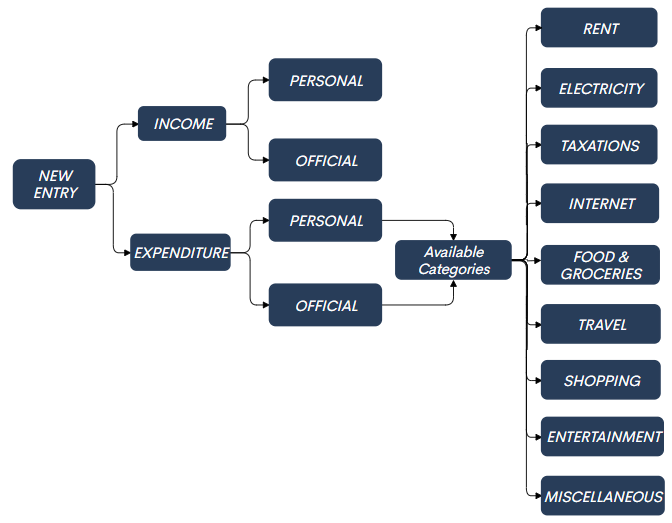 NEW
ENTRY
INCOME
EXPENDITURE
PERSONAL
OFFICIAL
PERSONAL
OFFICIAL
Available
Categories
RENT
ELECTRICITY
TAXATIONS
INTERNET
FOOD &
GROCERIES
TRAVEL
SHOPPING
ENTERTAINMENT
MISCELLANEOUS